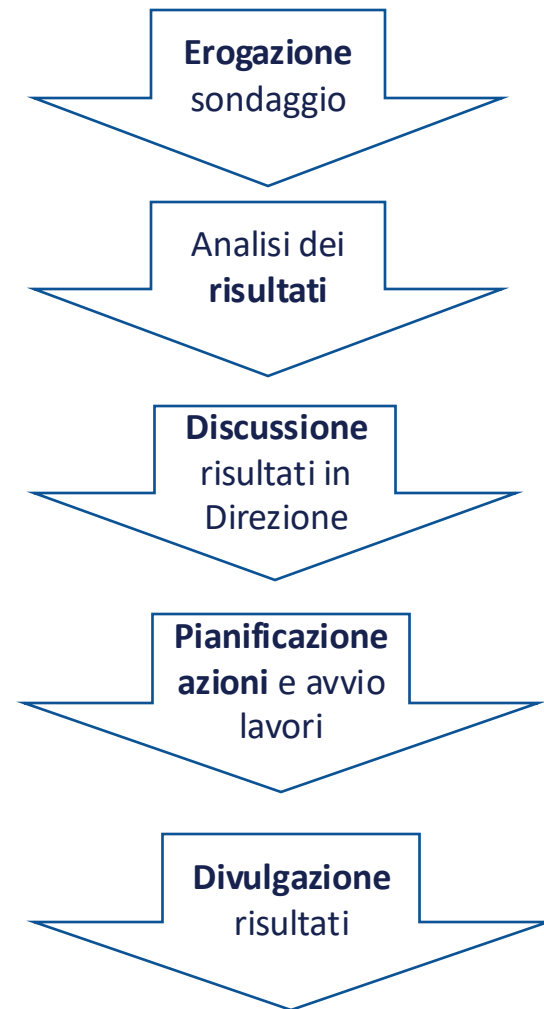 Erogazione
sondaggio
Analisi dei
risultati
Discussione
risultati in
Direzione
Pianificazione
azioni e avvio
lavori
Divulgazione
risultati